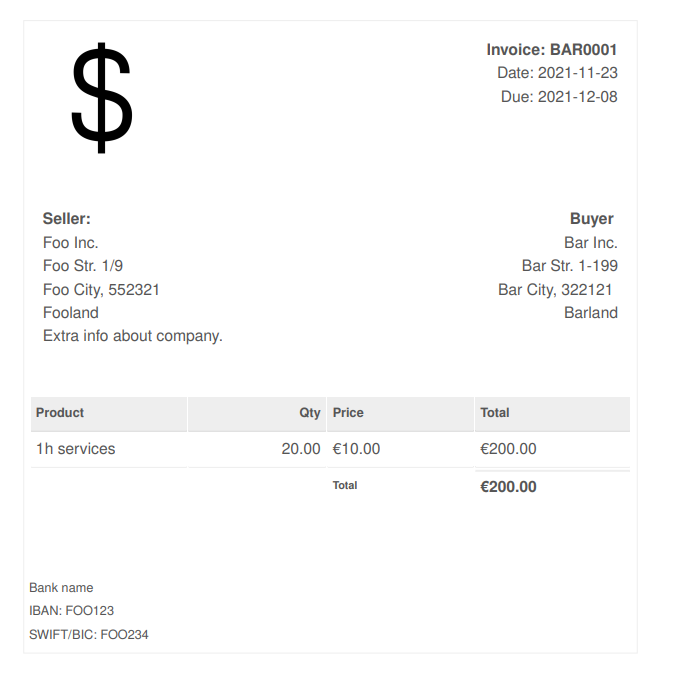 $
Invoice: BAR0001
Date: 2021-11-23
Due: 2021-12-08
Seller:
Foo Inc.
Foo Str. 1/9
Foo City, 552321
Fooland
Extra info about company.
Buyer
Bar Inc.
Bar Str. 1-199
Bar City, 322121
Barland
Product Qty Price Total
1h services 20.00 €10.00 €200.00
Total €200.00
Bank name
IBAN: FOO123
SWIFT/BIC: FOO234